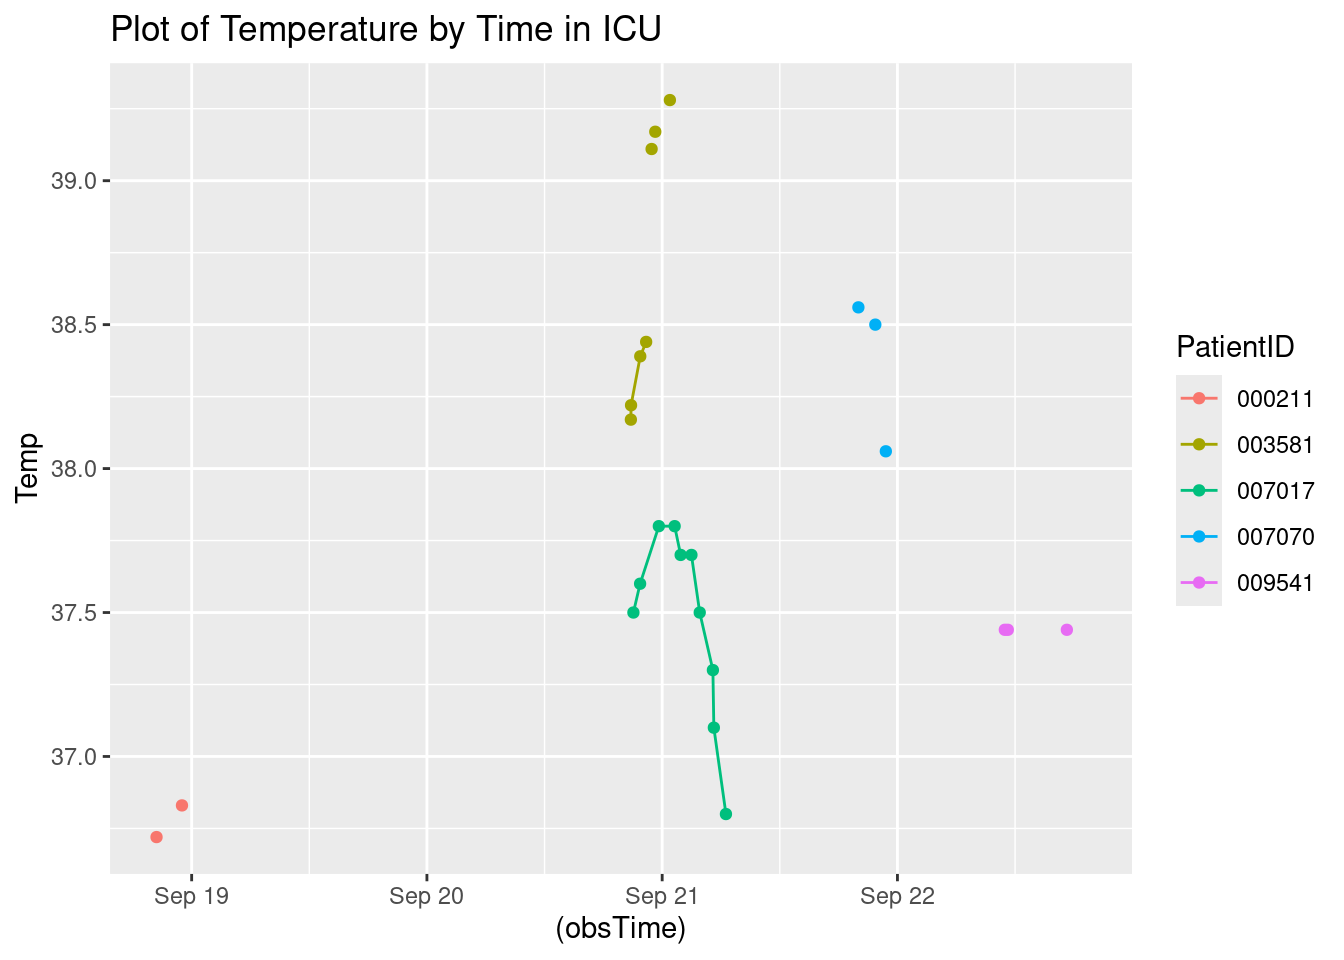 Plot of Temperature by Time in ICU
39.0
38.5
38.0
37.5
37.0
Temp
Sep 19
Sep 20
Sep 21
Sep 22
(obsTime)
PatientID
000211
003581
007017
007070
009541